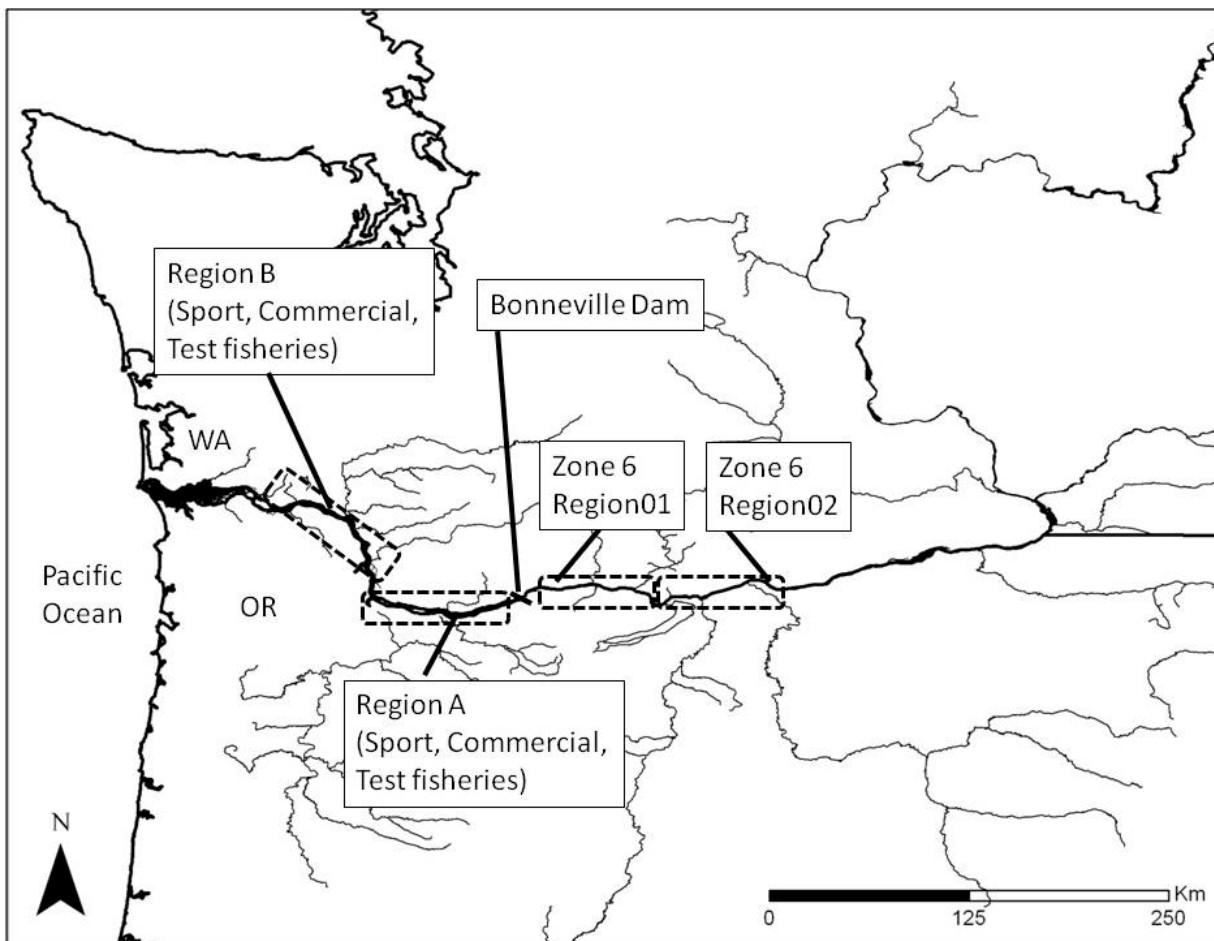 Region B
(Sport, Commercial,
Test fisheries)
Bonneville Dam
WA
Zone 6
Region01
Zone 6
Region02
Pacific
Ocean
OR
Region A
(Sport, Commercial,
Test fisheries)
N
Km
0 125 250